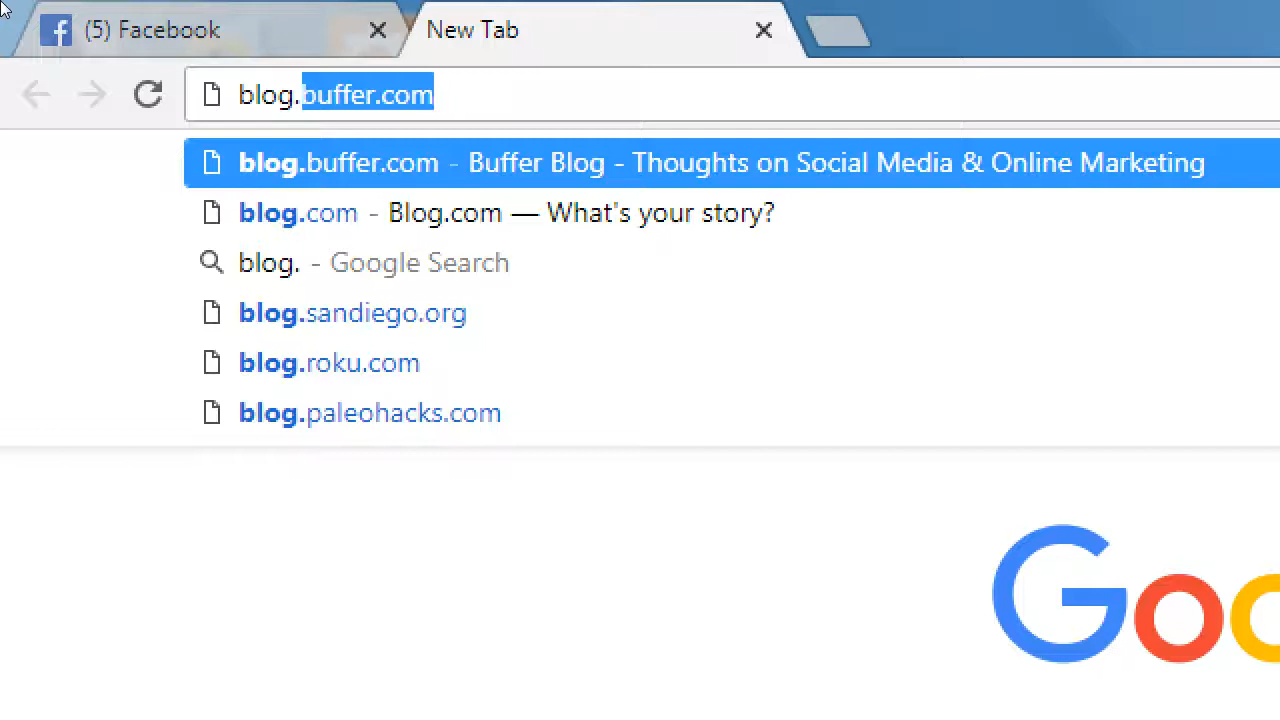 (5) Facebook
New Tab
blog.buffer.com
blog.buffer.com - Buffer Blog - Thoughts on Social Media & Online Marketing
blog.com - Blog.com — What's your story?
blog. - Google Search
blog.sandiego.org
blog.roku.com
blog.paleohacks.com
Goo